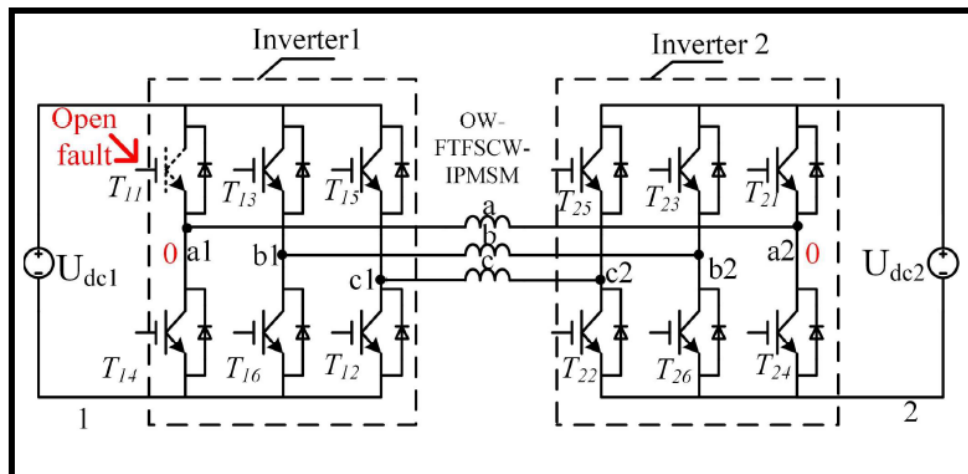 Inverter1
Inverter 2
Open
fault
OW-
FTFSCW-
IPMSM
T11
T13
T15
T25
T23
T21
a
b
c
0 a1
b1
c1
c2
b2
a2 0
Udc1
Udc2
T14
T16
T12
T22
T26
T24
1
2